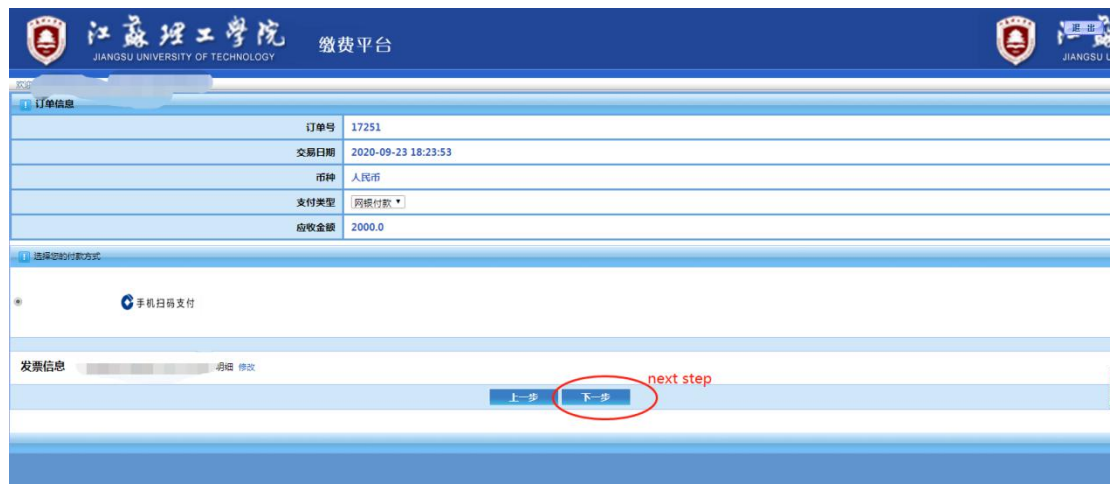 江蘇理工學院 缴费平台 退 出
JIANGSU UNIVERSITY OF TECHNOLOGY JIANGSU U
订单信息
订单号 17251
交易日期 2020-09-23 18:23:53
币种 人民币
支付类型 网银付款
应收金额 2000.0
选择您的付款方式
手机扫码支付
发票信息 明细 修改
next step
上一步 下一步